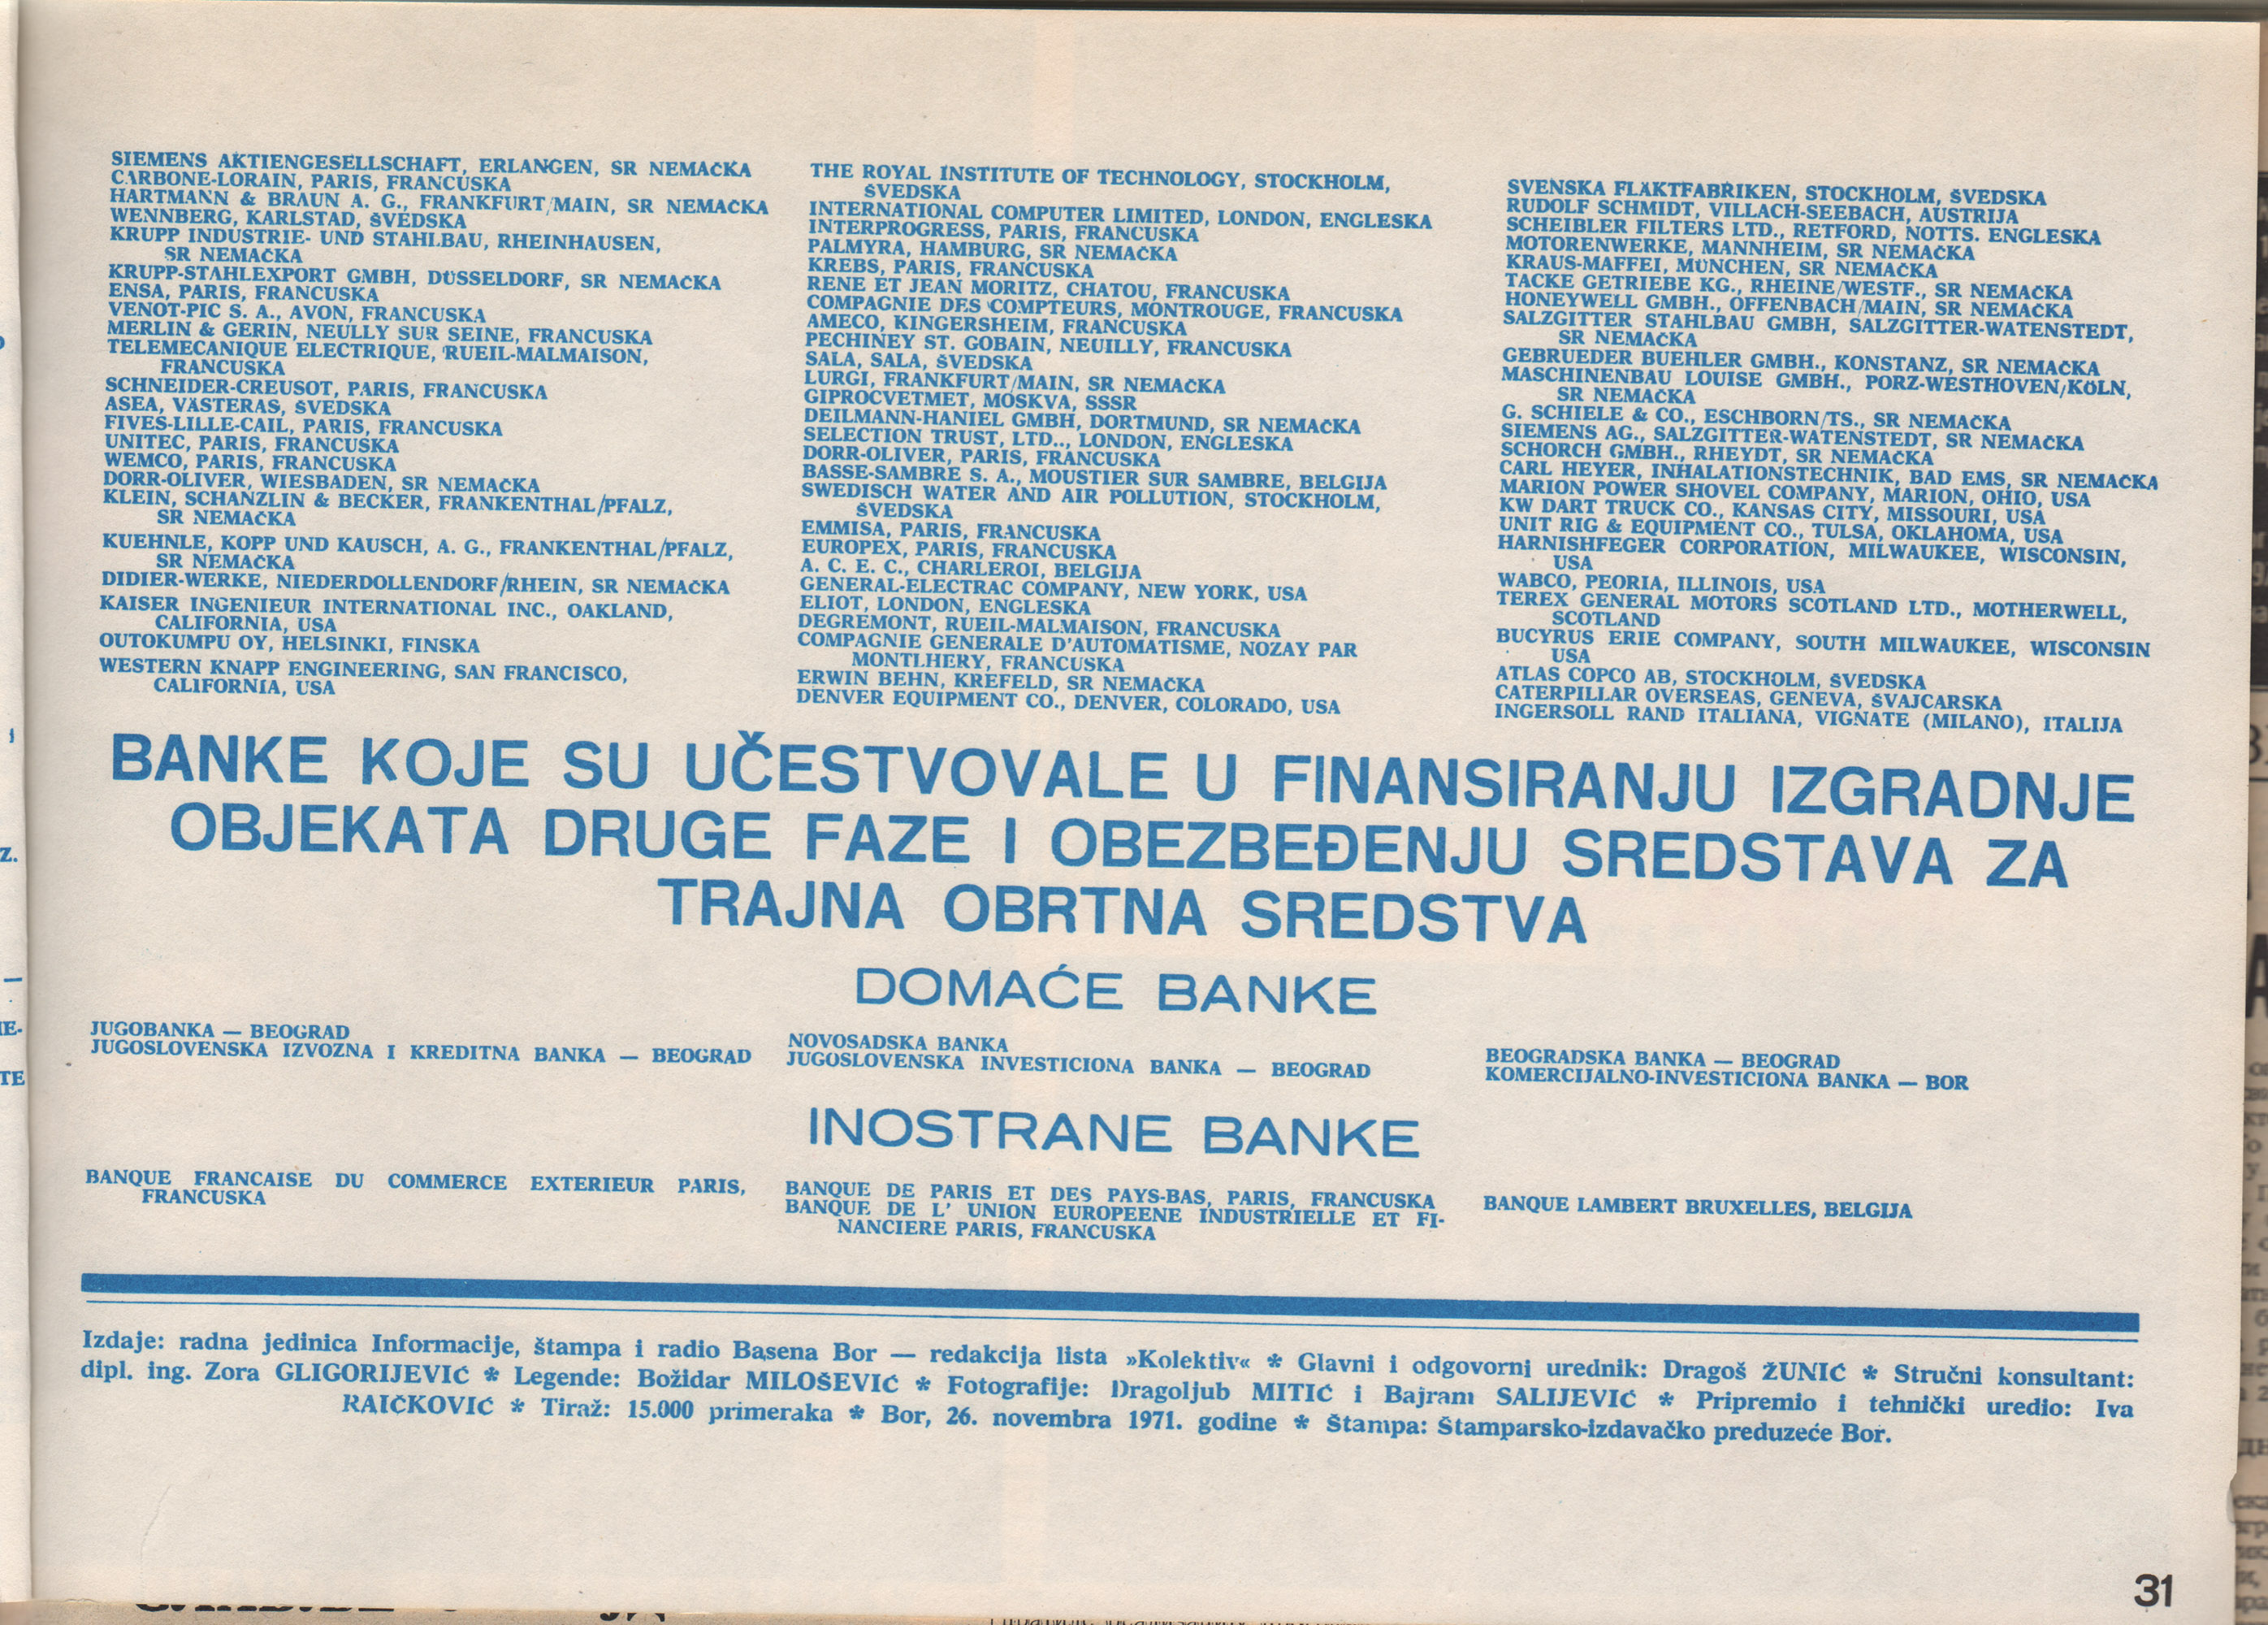 SIEMENS AKTIENGESELLSCHAFT, ERLANGEN, SR NEMAČKA
CARBONE-LORAIN, PARIS, FRANCUSKA
HARTMANN & BRAUN A. G., FRANKFURT/MAIN, SR NEMAČKA
WENNBERG, KARLSTAD, ŠVEDSKA
KRUPP INDUSTRIE- UND STAHLBAU, RHEINHAUSEN,
SR NEMAČKA
KRUPP-STAHLEXPORT GMBH, DÜSSELDORF, SR NEMAČKA
ENSA, PARIS, FRANCUSKA
VENOT-PIC S. A., AVON, FRANCUSKA
MERLIN & GERIN, NEULLY SUR SEINE, FRANCUSKA
TELEMECANIQUE ELECTRIQUE, RUEIL-MALMAISON,
FRANCUSKA
SCHNEIDER-CREUSOT, PARIS, FRANCUSKA
ASEA, VÄSTERAS, ŠVEDSKA
FIVES-LILLE-CAIL, PARIS, FRANCUSKA
UNITEC, PARIS, FRANCUSKA
WEMCO, PARIS, FRANCUSKA
DORR-OLIVER, WIESBADEN, SR NEMAČKA
KLEIN, SCHANZLIN & BECKER, FRANKENTHAL/PFALZ,
SR NEMAČKA
KUEHNLE, KOPP UND KAUSCH, A. G., FRANKENTHAL/PFALZ,
SR NEMAČKA
DIDIER-WERKE, NIEDERDOLLENDORF/RHEIN, SR NEMAČKA
KAISER INGENIEUR INTERNATIONAL INC., OAKLAND,
CALIFORNIA, USA
OUTOKUMPU OY, HELSINKI, FINSKA
WESTERN KNAPP ENGINEERING, SAN FRANCISCO,
CALIFORNIA, USA
THE ROYAL INSTITUTE OF TECHNOLOGY, STOCKHOLM,
ŠVEDSKA
INTERNATIONAL COMPUTER LIMITED, LONDON, ENGLESKA
INTERPROGRESS, PARIS, FRANCUSKA
PALMYRA, HAMBURG, SR NEMAČKA
KREBS, PARIS, FRANCUSKA
RENE ET JEAN MORITZ, CHATOU, FRANCUSKA
COMPAGNIE DES COMPTEURS, MONTROUGE, FRANCUSKA
AMECO, KINGERSHEIM, FRANCUSKA
PECHINEY ST. GOBAIN, NEUILLY, FRANCUSKA
SALA, SALA, ŠVEDSKA
LURGI, FRANKFURT/MAIN, SR NEMAČKA
GIPROCVETMET, MOSKVA, SSSR
DEILMANN-HANIEL GMBH, DORTMUND, SR NEMAČKA
SELECTION TRUST, LTD.., LONDON, ENGLESKA
DORR-OLIVER, PARIS, FRANCUSKA
BASSE-SAMBRE S. A., MOUSTIER SUR SAMBRE, BELGIJA
SWEDISCH WATER AND AIR POLLUTION, STOCKHOLM,
ŠVEDSKA
EMMISA, PARIS, FRANCUSKA
EUROPEX, PARIS, FRANCUSKA
A. C. E. C., CHARLEROI, BELGIJA
GENERAL-ELECTRAC COMPANY, NEW YORK, USA
ELIOT, LONDON, ENGLESKA
DEGREMONT, RUEIL-MALMAISON, FRANCUSKA
COMPAGNIE GENERALE D'AUTOMATISME, NOZAY PAR
MONTLHERY, FRANCUSKA
ERWIN BEHN, KREFELD, SR NEMAČKA
DENVER EQUIPMENT CO., DENVER, COLORADO, USA
SVENSKA FLÄKTFABRIKEN, STOCKHOLM, ŠVEDSKA
RUDOLF SCHMIDT, VILLACH-SEEBACH, AUSTRIJA
SCHEIBLER FILTERS LTD., RETFORD, NOTTS. ENGLESKA
MOTORENWERKE, MANNHEIM, SR NEMAČKA
KRAUS-MAFFEI, MÜNCHEN, SR NEMAČKA
TACKE GETRIEBE KG., RHEINE/WESTF., SR NEMAČKA
HONEYWELL GMBH., OFFENBACH/MAIN, SR NEMAČKA
SALZGITTER STAHLBAU GMBH, SALZGITTER-WATENSTEDT,
SR NEMAČKA
GEBRUEDER BUEHLER GMBH., KONSTANZ, SR NEMAČKA
MASCHINENBAU LOUISE GMBH., PORZ-WESTHOVEN/KÖLN,
SR NEMAČKA
G. SCHIELE & CO., ESCHBORN/TS., SR NEMAČKA
SIEMENS AG., SALZGITTER-WATENSTEDT, SR NEMAČKA
SCHORCH GMBH., RHEYDT, SR NEMAČKA
CARL HEYER, INHALATIONSTECHNIK, BAD EMS, SR NEMAČKA
MARION POWER SHOVEL COMPANY, MARION, OHIO, USA
KW DART TRUCK CO., KANSAS CITY, MISSOURI, USA
UNIT RIG & EQUIPMENT CO., TULSA, OKLAHOMA, USA
HARNISHFEGER CORPORATION, MILWAUKEE, WISCONSIN,
USA
WABCO, PEORIA, ILLINOIS, USA
TEREX GENERAL MOTORS SCOTLAND LTD., MOTHERWELL,
SCOTLAND
BUCYRUS ERIE COMPANY, SOUTH MILWAUKEE, WISCONSIN
USA
ATLAS COPCO AB, STOCKHOLM, ŠVEDSKA
CATERPILLAR OVERSEAS, GENEVA, ŠVAJCARSKA
INGERSOLL RAND ITALIANA, VIGNATE (MILANO), ITALIJA
BANKE KOJE SU UČESTVOVALE U FINANSIRANJU IZGRADNJE
OBJEKATA DRUGE FAZE I OBEZBEĐENJU SREDSTAVA ZA
TRAJNA OBRTNA SREDSTVA
DOMAĆE BANKE
JUGOBANKA — BEOGRAD
JUGOSLOVENSKA IZVOZNA I KREDITNA BANKA — BEOGRAD
NOVOSADSKA BANKA
JUGOSLOVENSKA INVESTICIONA BANKA — BEOGRAD
BEOGRADSKA BANKA — BEOGRAD
KOMERCIJALNO-INVESTICIONA BANKA — BOR
INOSTRANE BANKE
BANQUE FRANCAISE DU COMMERCE EXTERIEUR PARIS,
FRANCUSKA
BANQUE DE PARIS ET DES PAYS-BAS, PARIS, FRANCUSKA
BANQUE DE L' UNION EUROPEENE INDUSTRIELLE ET FI-
NANCIERE PARIS, FRANCUSKA
BANQUE LAMBERT BRUXELLES, BELGIJA
Izdaje: radna jedinica Informacije, štampa i radio Basena Bor — redakcija lista »Kolektiv« * Glavni i odgovorni urednik: Dragoš ŽUNIĆ * Stručni konsultant:
dipl. ing. Zora GLIGORIJEVIĆ * Legende: Božidar MILOŠEVIĆ * Fotografije: Dragoljub MITIĆ i Bajram SALIJEVIĆ * Pripremio i tehnički uredio: Iva
RAIČKOVIĆ * Tiraž: 15.000 primeraka * Bor, 26. novembra 1971. godine * Štampa: Štamparsko-izdavačko preduzeće Bor.
31